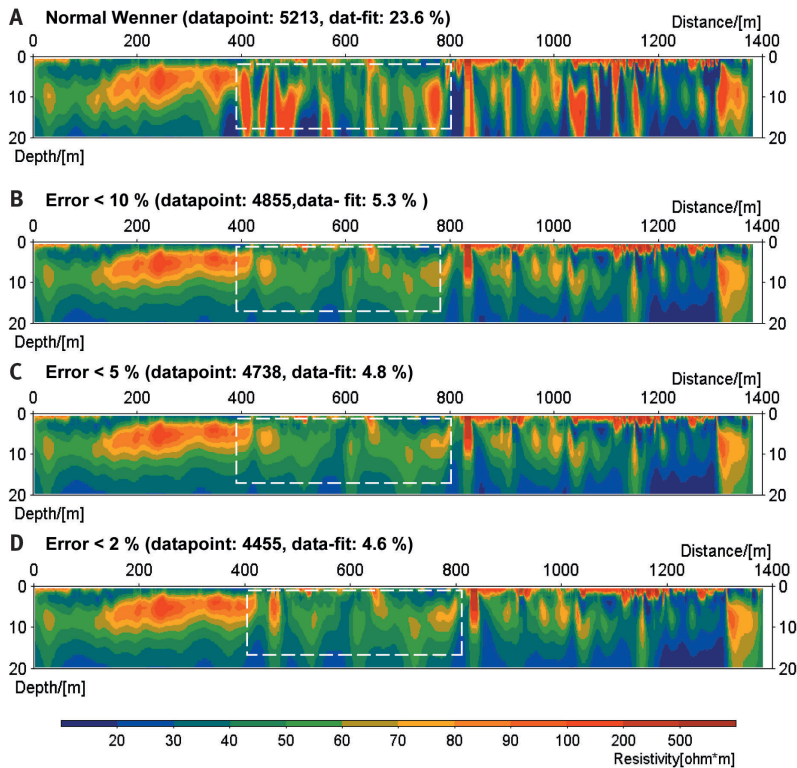 A Normal Wenner (datapoint: 5213, dat-fit: 23.6 %)
Distance/[m]
0 200 400 600 800 1000 1200 1400
0 0
10 10
20 20
Depth/[m]
B Error < 10 % (datapoint: 4855,data- fit: 5.3 % )
Distance/[m]
0 200 400 600 800 1000 1200 1400
0 0
10 10
20 20
Depth/[m]
C Error < 5 % (datapoint: 4738, data-fit: 4.8 %)
Distance/[m]
0 200 400 600 800 1000 1200 1400
0 0
10 10
20 20
Depth/[m]
D Error < 2 % (datapoint: 4455, data-fit: 4.6 %)
Distance/[m]
0 200 400 600 800 1000 1200 1400
0 0
10 10
20 20
Depth/[m]
20 30 40 50 60 70 80 90 100 200 500
Resistivity[ohm*m]